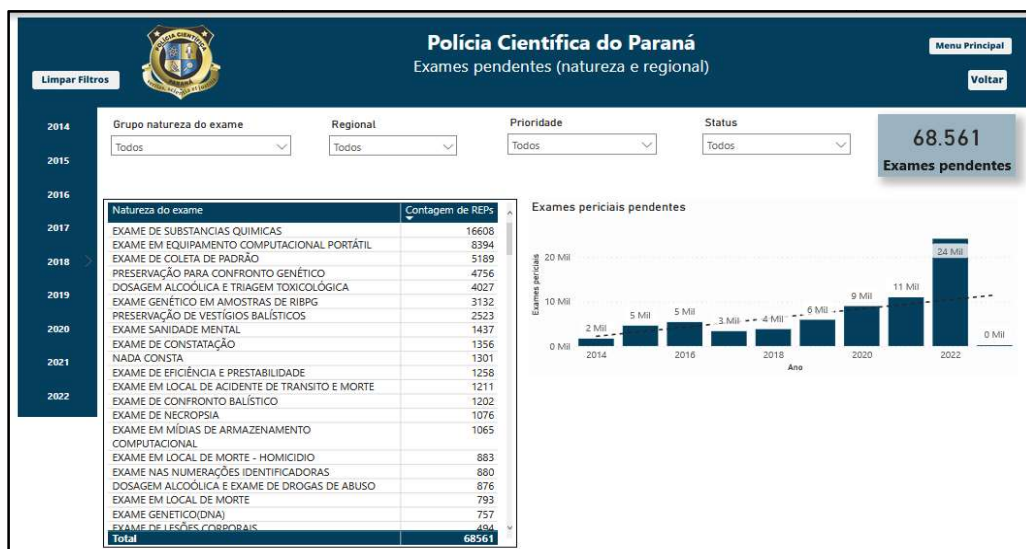 Polícia Científica do Paraná
Exames pendentes (natureza e regional)
Menu Principal
Voltar
Limpar Filtros
POLÍCIA CIENTÍFICA
PARANÁ
2014
2015
2016
2017
2018
2019
2020
2021
2022
Grupo natureza do exame
Todos
Regional
Todos
Prioridade
Todos
Status
Todos
68.561
Exames pendentes
Natureza do exame Contagem de REPs
EXAME DE SUBSTANCIAS QUIMICAS 16608
EXAME EM EQUIPAMENTO COMPUTACIONAL PORTÁTIL 8394
EXAME DE COLETA DE PADRÃO 5189
PRESERVAÇÃO PARA CONFRONTO GENÉTICO 4756
DOSAGEM ALCOÓLICA E TRIAGEM TOXICOLÓGICA 4027
EXAME GENÉTICO EM AMOSTRAS DE RIBPG 3132
PRESERVAÇÃO DE VESTÍGIOS BALÍSTICOS 2523
EXAME SANIDADE MENTAL 1437
EXAME DE CONSTATAÇÃO 1356
NADA CONSTA 1301
EXAME DE EFICIÊNCIA E PRESTABILIDADE 1258
EXAME EM LOCAL DE ACIDENTE DE TRANSITO E MORTE 1211
EXAME DE CONFRONTO BALÍSTICO 1202
EXAME DE NECROPSIA 1076
EXAME EM MÍDIAS DE ARMAZENAMENTO 1065
COMPUTACIONAL
EXAME EM LOCAL DE MORTE - HOMICIDIO 883
EXAME NAS NUMERAÇÕES IDENTIFICADORAS 880
DOSAGEM ALCOÓLICA E EXAME DE DROGAS DE ABUSO 876
EXAME EM LOCAL DE MORTE 793
EXAME GENETICO(DNA) 757
EXAME DE LESÕES CORPORAIS 494
Total 68561
Exames periciais pendentes
Exames periciais
20 Mil
10 Mil
0 Mil
2 Mil
5 Mil
5 Mil
3 Mil
4 Mil
6 Mil
9 Mil
11 Mil
24 Mil
0 Mil
2014
2016
2018
2020
2022
Ano